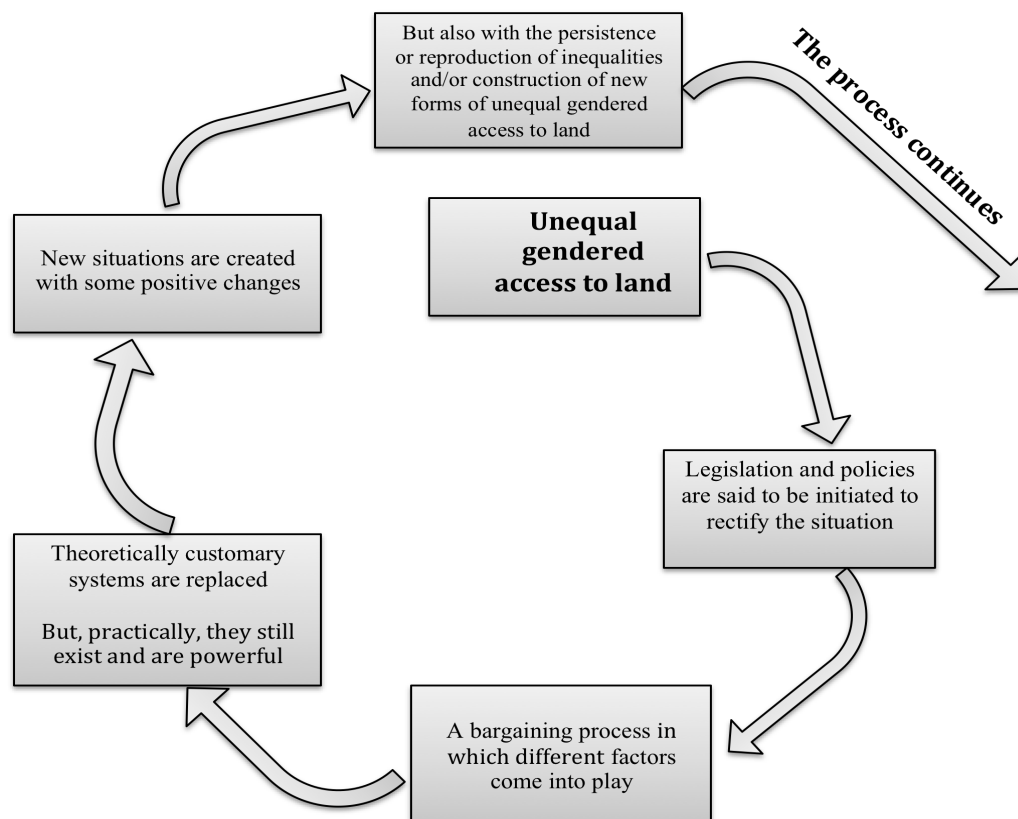 But also with the persistence
or reproduction of inequalities
and/or construction of new
forms of unequal gendered
access to land
The process continues
Unequal
gendered
access to land
New situations are created
with some positive changes
Legislation and policies
are said to be initiated to
rectify the situation
Theoretically customary
systems are replaced
But, practically, they still
exist and are powerful
A bargaining process in
which different factors
come into play